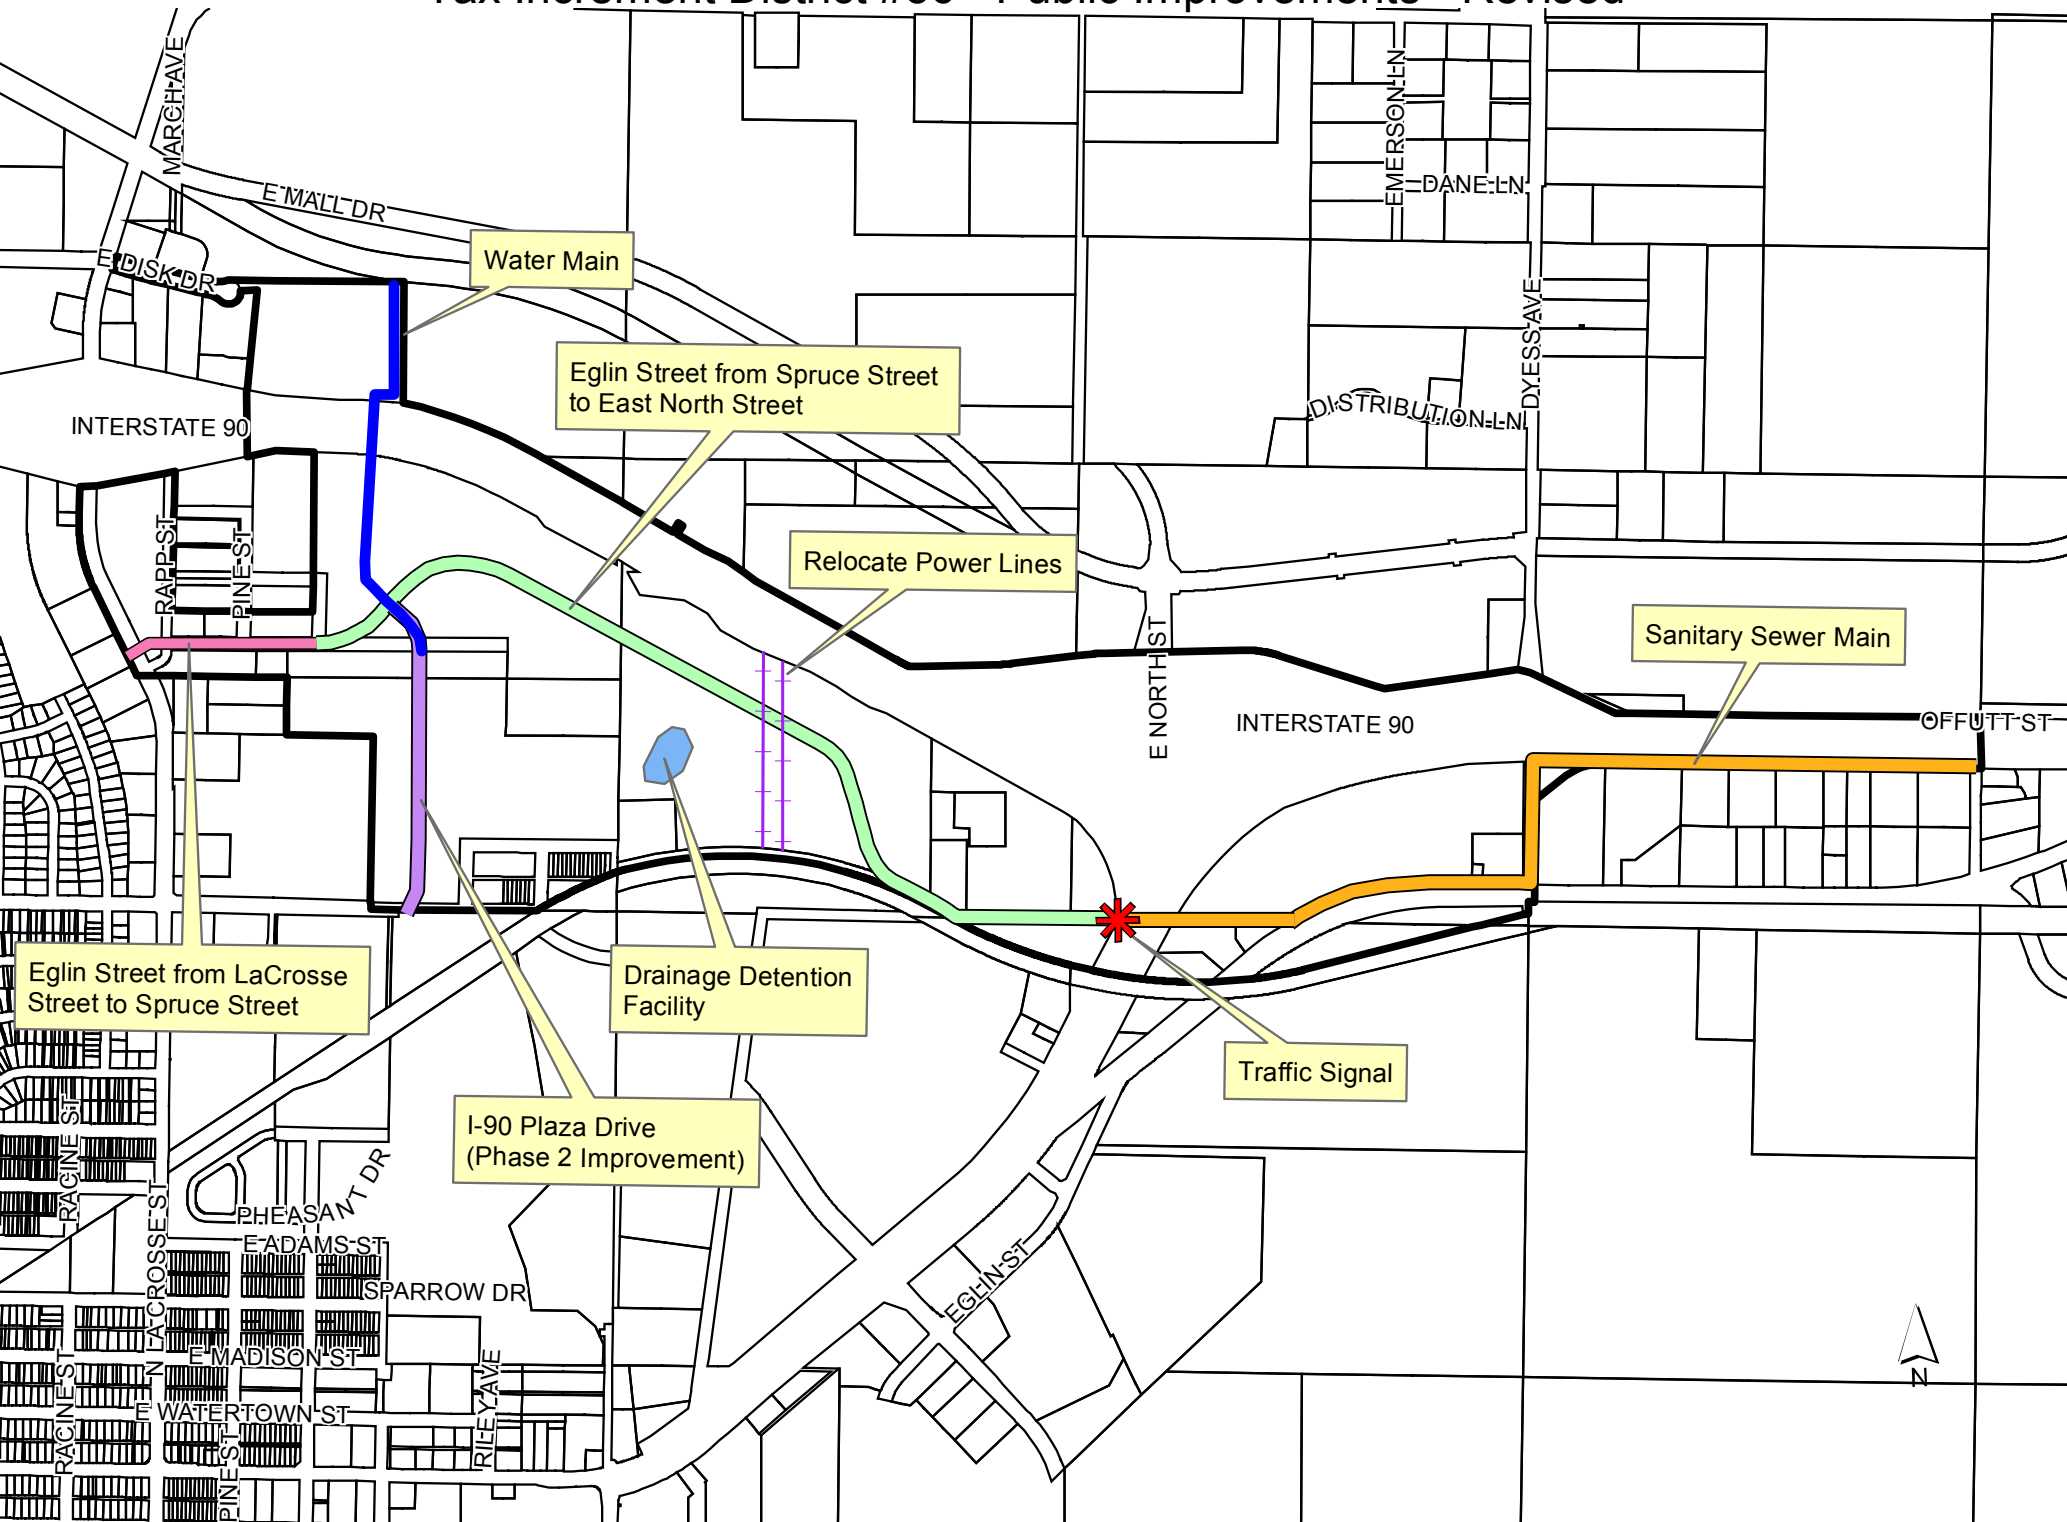 Public Improvements - Revised
MARCH AVE
EMERSON LN
DANE LN
E MALL DR
Water Main
E DISK DR
DYESS AVE
Eglin Street from Spruce Street
to East North Street
DISTRIBUTION LN
INTERSTATE 90
RAPP ST
PINE ST
Relocate Power Lines
Sanitary Sewer Main
E NORTH ST
INTERSTATE 90
OFFUTT ST
Eglin Street from LaCrosse
Street to Spruce Street
Drainage Detention
Facility
Traffic Signal
I-90 Plaza Drive
(Phase 2 Improvement)
RACINE ST
N LACROSSE ST
PHEASANT DR
E ADAMS ST
SPARROW DR
EGLIN ST
E MADISON ST
RACINE ST
RILEY AVE
E WATERTOWN ST
PINE ST
N